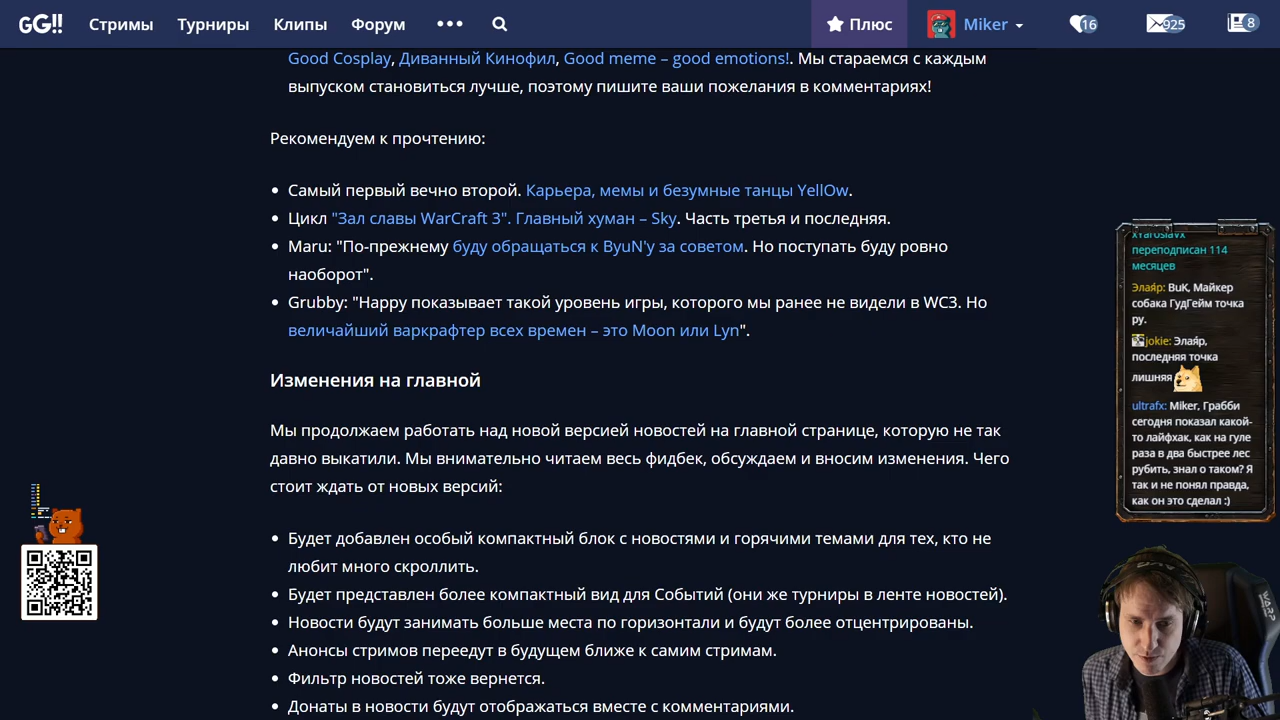 GG!! Стримы Турниры Клипы Форум ••• Плюс Miker 16 925 8
Good Cosplay, Диванный Кинофил, Good meme – good emotions!. Мы стараемся с каждым
выпуском становиться лучше, поэтому пишите ваши пожелания в комментариях!
Рекомендуем к прочтению:
• Самый первый вечно второй. Карьера, мемы и безумные танцы YellOw.
• Цикл "Зал славы WarCraft 3". Главный хуман – Sky. Часть третья и последняя.
• Maru: "По-прежнему буду обращаться к ByuN'у за советом. Но поступать буду ровно
наоборот".
• Grubby: "Happy показывает такой уровень игры, которого мы ранее не видели в WC3. Но
величайший варкрафтер всех времен – это Moon или Lyn".
Изменения на главной
Мы продолжаем работать над новой версией новостей на главной странице, которую не так
давно выкатили. Мы внимательно читаем весь фидбек, обсуждаем и вносим изменения. Чего
стоит ждать от новых версий:
• Будет добавлен особый компактный блок с новостями и горячими темами для тех, кто не
любит много скроллить.
• Будет представлен более компактный вид для Событий (они же турниры в ленте новостей).
• Новости будут занимать больше места по горизонтали и будут более отцентрированы.
• Анонсы стримов переедут в будущем ближе к самим стримам.
• Фильтр новостей тоже вернется.
• Донаты в новости будут отображаться вместе с комментариями.
xYaroslavx
переподписан 114
месяцев
Элая́р: BuK, Майкер
собака ГудГейм точка
ру.
jokie: Элая́р,
последняя точка
лишняя
ultrafx: Miker, Грабби
сегодня показал какой-
то лайфхак, как на гуле
раза в два быстрее лес
рубить, знал о таком? Я
так и не понял правда,
как он это сделал :)